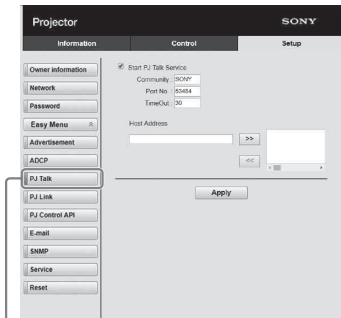 Projector
SONY
Information
Control
Setup
Owner information
Network
Password
Easy Menu
Advertisement
ADCP
PJ Talk
PJ Link
PJ Control API
E-mail
SNMP
Service
Reset
Start PJ Talk Service
Community : SONY
Port No. : 53484
TimeOut : 30
Host Address
>>
<<
Apply